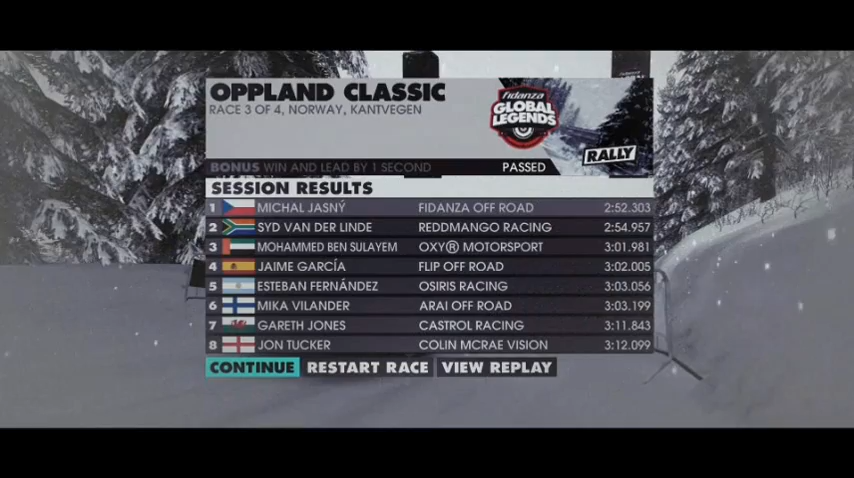 OPPLAND CLASSIC
RACE 3 OF 4, NORWAY, KANTVEGEN
fidanza
GLOBAL
LEGENDS
RALLY
BONUS WIN AND LEAD BY 1 SECOND PASSED
SESSION RESULTS
1 MICHAL JASNÝ FIDANZA OFF ROAD 2:52.303
2 SYD VAN DER LINDE REDDMANGO RACING 2:54.957
3 MOHAMMED BEN SULAYEM OXY® MOTORSPORT 3:01.981
4 JAIME GARCÍA FLIP OFF ROAD 3:02.005
5 ESTEBAN FERNÁNDEZ OSIRIS RACING 3:03.056
6 MIKA VILANDER ARAI OFF ROAD 3:03.199
7 GARETH JONES CASTROL RACING 3:11.843
8 JON TUCKER COLIN MCRAE VISION 3:12.099
CONTINUE RESTART RACE VIEW REPLAY